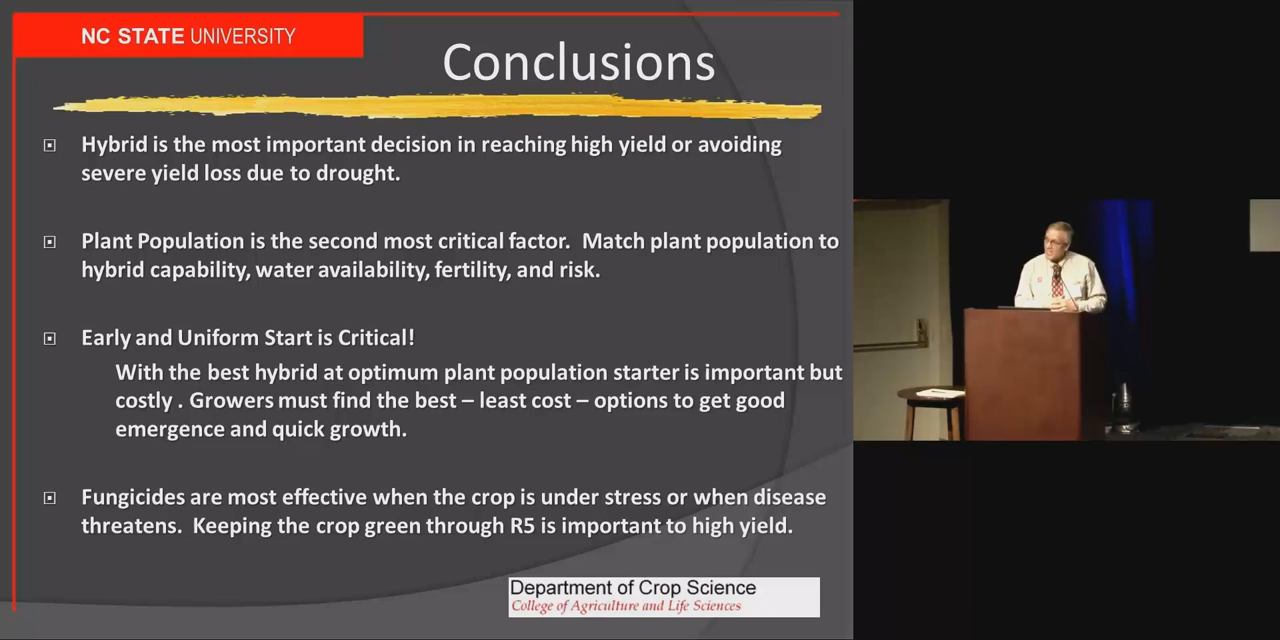 NC STATE UNIVERSITY
Conclusions
Hybrid is the most important decision in reaching high yield or avoiding
severe yield loss due to drought.
Plant Population is the second most critical factor.  Match plant population to
hybrid capability, water availability, fertility, and risk.
Early and Uniform Start is Critical!
With the best hybrid at optimum plant population starter is important but
costly . Growers must find the best – least cost – options to get good
emergence and quick growth.
Fungicides are most effective when the crop is under stress or when disease
threatens.  Keeping the crop green through R5 is important to high yield.
Department of Crop Science
College of Agriculture and Life Sciences